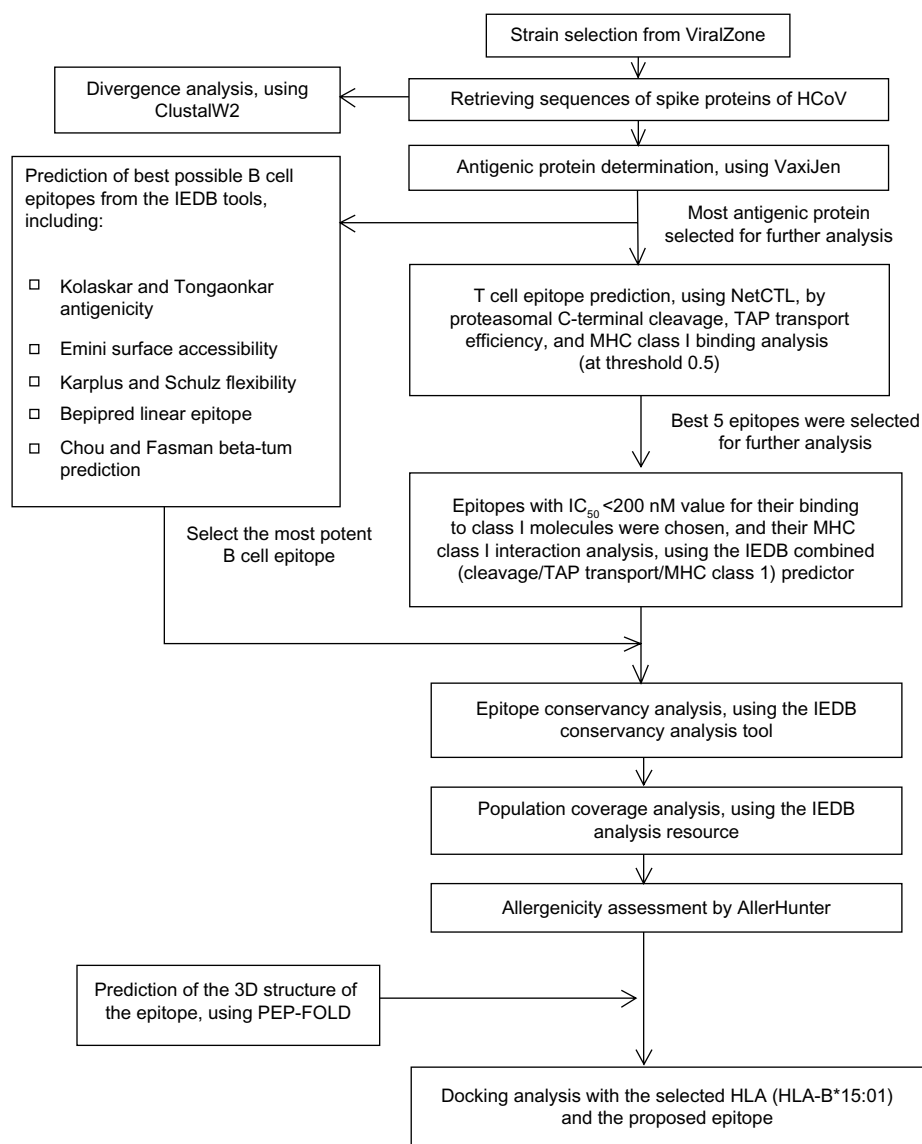 Strain selection from ViralZone
Divergence analysis, using
ClustalW2
Retrieving sequences of spike proteins of HCoV
Antigenic protein determination, using VaxiJen
Prediction of best possible B cell
epitopes from the IEDB tools,
including:
Kolaskar and Tongaonkar
antigenicity
Emini surface accessibility
Karplus and Schulz flexibility
Bepipred linear epitope
Chou and Fasman beta-tum
prediction
Most antigenic protein
selected for further analysis
T cell epitope prediction, using NetCTL, by
proteasomal C-terminal cleavage, TAP transport
efficiency, and MHC class I binding analysis
(at threshold 0.5)
Best 5 epitopes were selected
for further analysis
Select the most potent
B cell epitope
Epitopes with IC50 <200 nM value for their binding
to class I molecules were chosen, and their MHC
class I interaction analysis, using the IEDB combined
(cleavage/TAP transport/MHC class 1) predictor
Epitope conservancy analysis, using the IEDB
conservancy analysis tool
Population coverage analysis, using the IEDB
analysis resource
Allergenicity assessment by AllerHunter
Prediction of the 3D structure of
the epitope, using PEP-FOLD
Docking analysis with the selected HLA (HLA-B*15:01)
and the proposed epitope